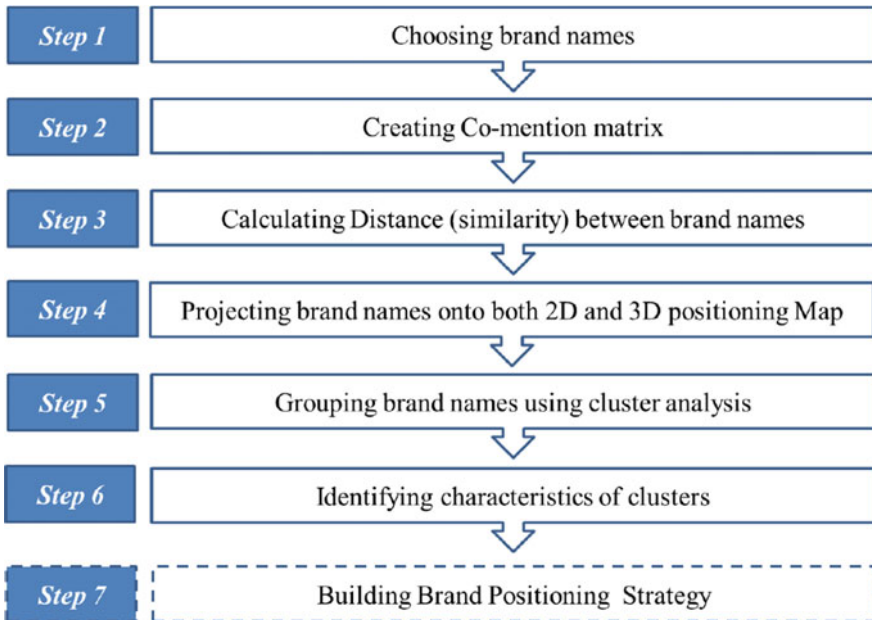 Step 1
Choosing brand names
Step 2
Creating Co-mention matrix
Step 3
Calculating Distance (similarity) between brand names
Step 4
Projecting brand names onto both 2D and 3D positioning Map
Step 5
Grouping brand names using cluster analysis
Step 6
Identifying characteristics of clusters
Step 7
Building Brand Positioning Strategy